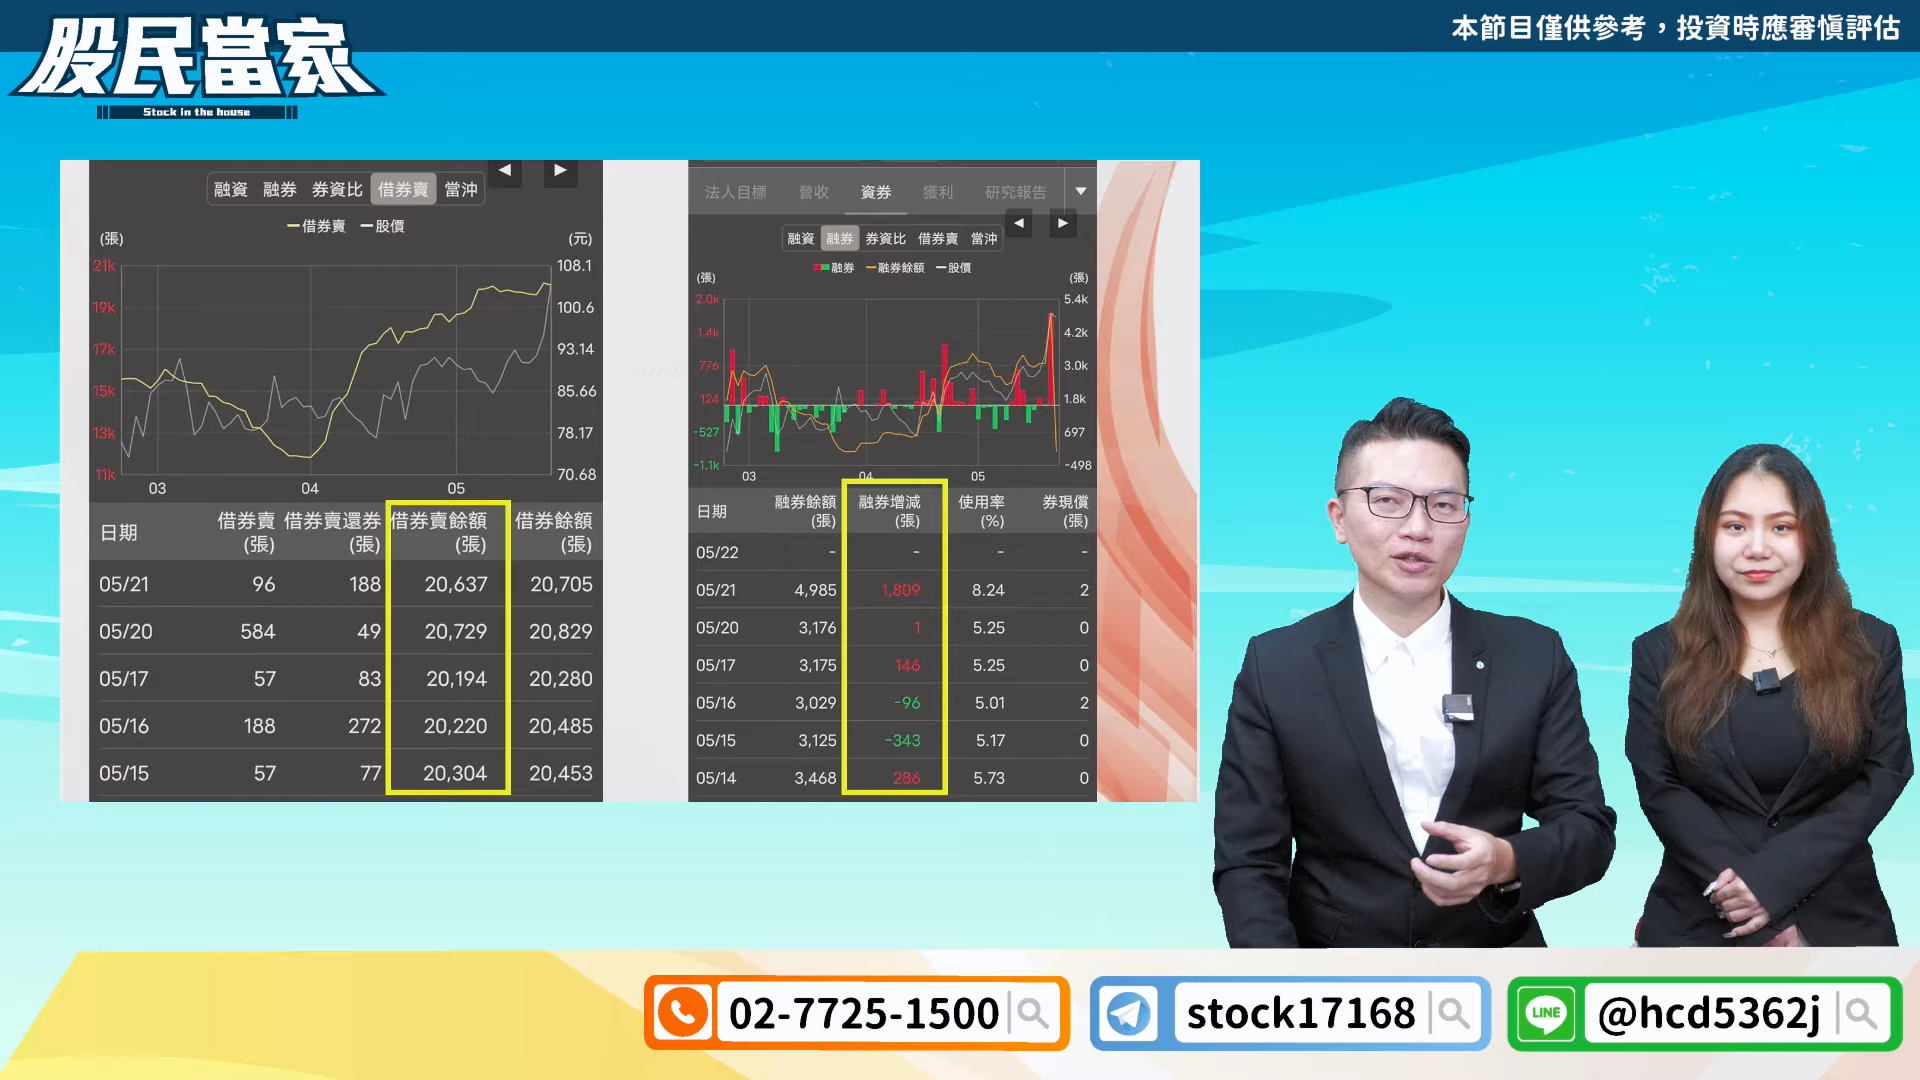 股民當家
Stock in the house
本節目僅供參考，投資時應審慎評估
融資 融券 券資比 借券賣 當沖
借券賣 股價
(張) (元)
21k 108.1
19k 100.6
17k 93.14
15k 85.66
13k 78.17
11k 70.68
03 04 05
日期 借券賣(張) 借券賣還券(張) 借券賣餘額(張) 借券餘額(張)
05/21 96 188 20,637 20,705
05/20 584 49 20,729 20,829
05/17 57 83 20,194 20,280
05/16 188 272 20,220 20,485
05/15 57 77 20,304 20,453
法人目標 營收 資券 獲利 研究報告
融資 融券 券資比 借券賣 當沖
融券 融券餘額 股價
(張) (張)
2.0k 5.4k
1.4k 4.2k
776 3.0k
124 1.8k
-527 697
-1.1k -498
03 04 05
日期 融券餘額(張) 融券增減(張) 使用率(%) 券現償(張)
05/22 - - - -
05/21 4,985 1,809 8.24 2
05/20 3,176 1 5.25 0
05/17 3,175 146 5.25 0
05/16 3,029 -96 5.01 2
05/15 3,125 -343 5.17 0
05/14 3,468 286 5.73 0
02-7725-1500
stock17168
LINE
@hcd5362j